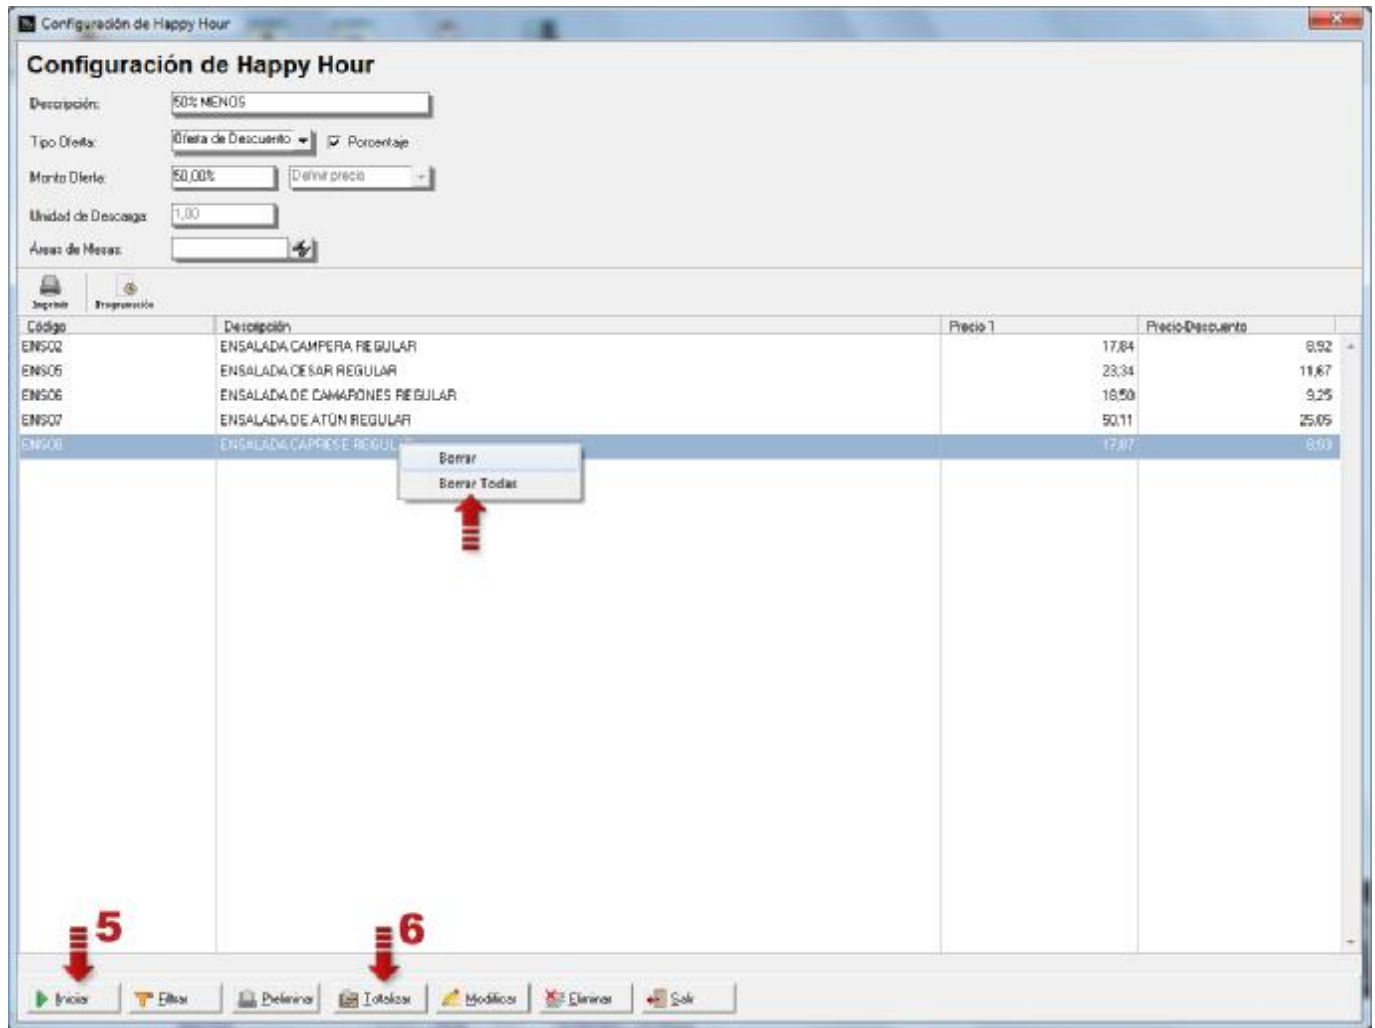 Configuración de Happy Hour
Configuración de Happy Hour
Descripción: 50% MENOS
Tipo Oferta: Oferta de Descuento Porcentaje
Monto Oferta: 50,00% Definir precio
Unidad de Descarga: 1,00
Áreas de Mesas:
Imprimir Programación
Código Descripción Precio 1 Precio-Descuento
ENS02 ENSALADA CAMPERA REGULAR 17,84 8,92
ENS05 ENSALADA CESAR REGULAR 23,34 11,67
ENS06 ENSALADA DE CAMARONES REGULAR 18,50 9,25
ENS07 ENSALADA DE ATÚN REGULAR 50,11 25,05
ENS08 ENSALADA CAPRESE REGUL 17,87 8,93
Borrar
Borrar Todas
5 6
Iniciar Filtrar Preliminar Totalizar Modificar Eliminar Salir